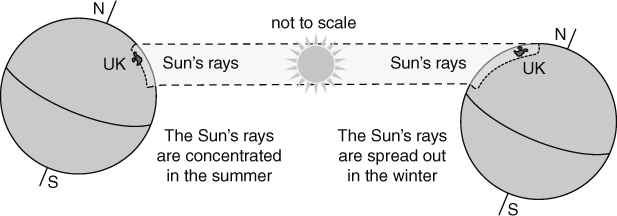 N
not to scale
N
UK
Sun's rays
Sun's rays
UK
The Sun's rays
are concentrated
in the summer
The Sun's rays
are spread out
in the winter
S
S